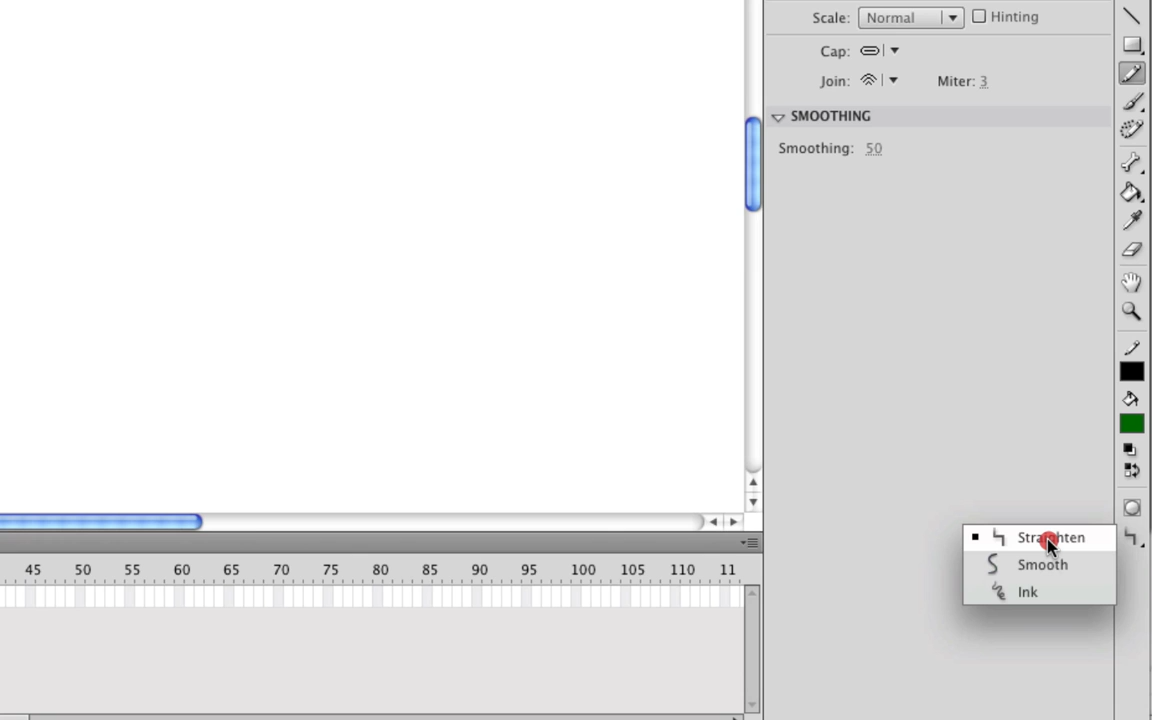 Scale: Normal Hinting
Cap:
Join: Miter: 3
SMOOTHING
Smoothing: 50
Straighten
Smooth
Ink
45 50 55 60 65 70 75 80 85 90 95 100 105 110 11